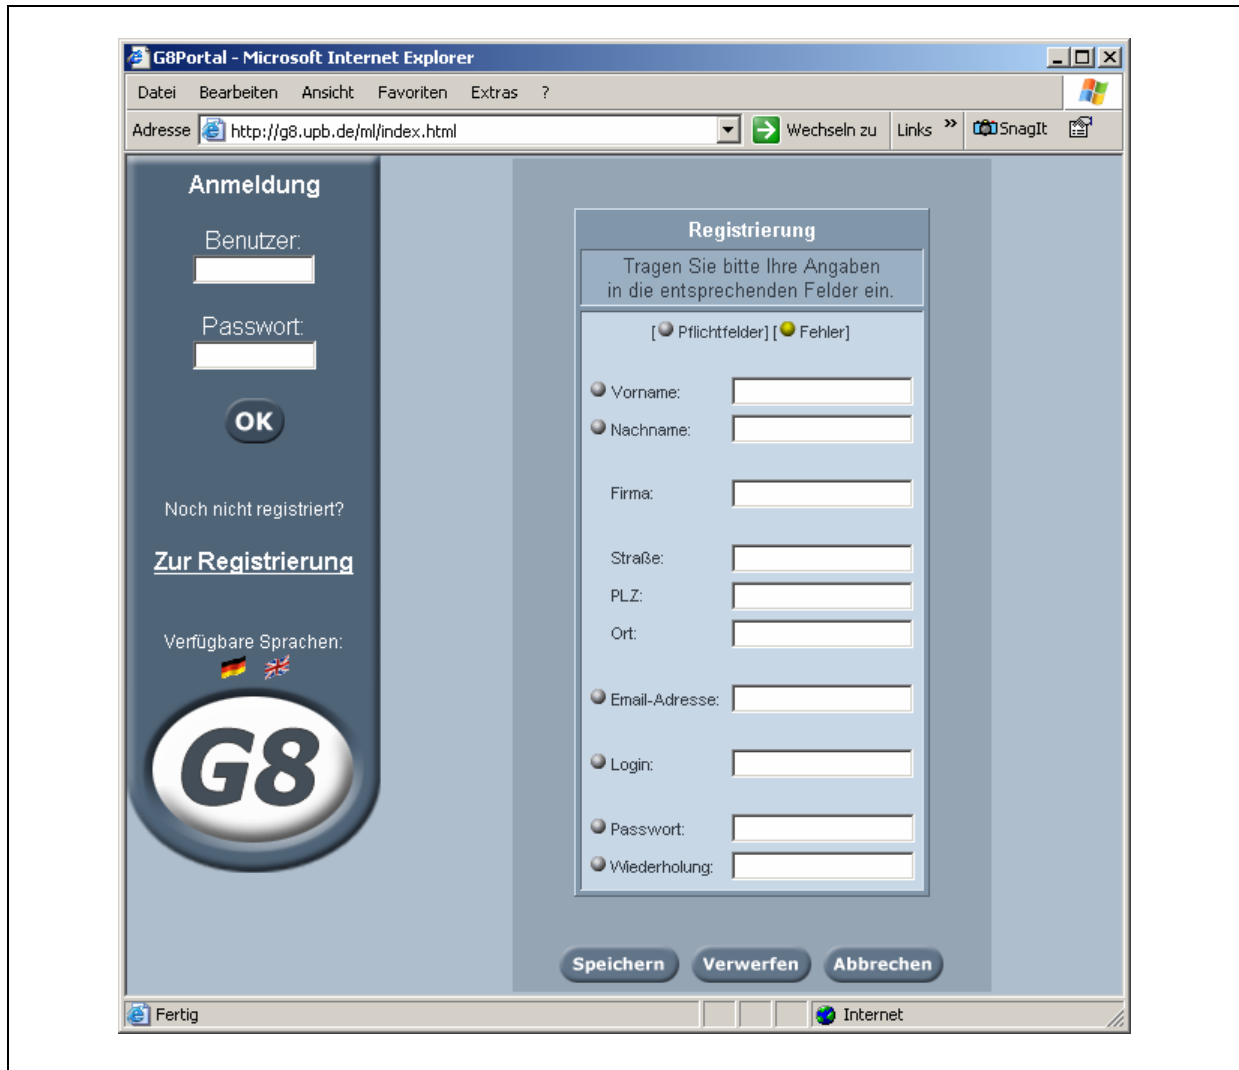 G8Portal - Microsoft Internet Explorer
Datei Bearbeiten Ansicht Favoriten Extras ?
Adresse http://g8.upb.de/ml/index.html Wechseln zu Links » SnagIt
Anmeldung
Benutzer:
Passwort:
OK
Noch nicht registriert?
Zur Registrierung
Verfügbare Sprachen:
G8
Registrierung
Tragen Sie bitte Ihre Angaben
in die entsprechenden Felder ein.
[ Pflichtfelder] [ Fehler]
Vorname:
Nachname:
Firma:
Straße:
PLZ:
Ort:
Email-Adresse:
Login:
Passwort:
Wiederholung:
Speichern Verwerfen Abbrechen
Fertig Internet